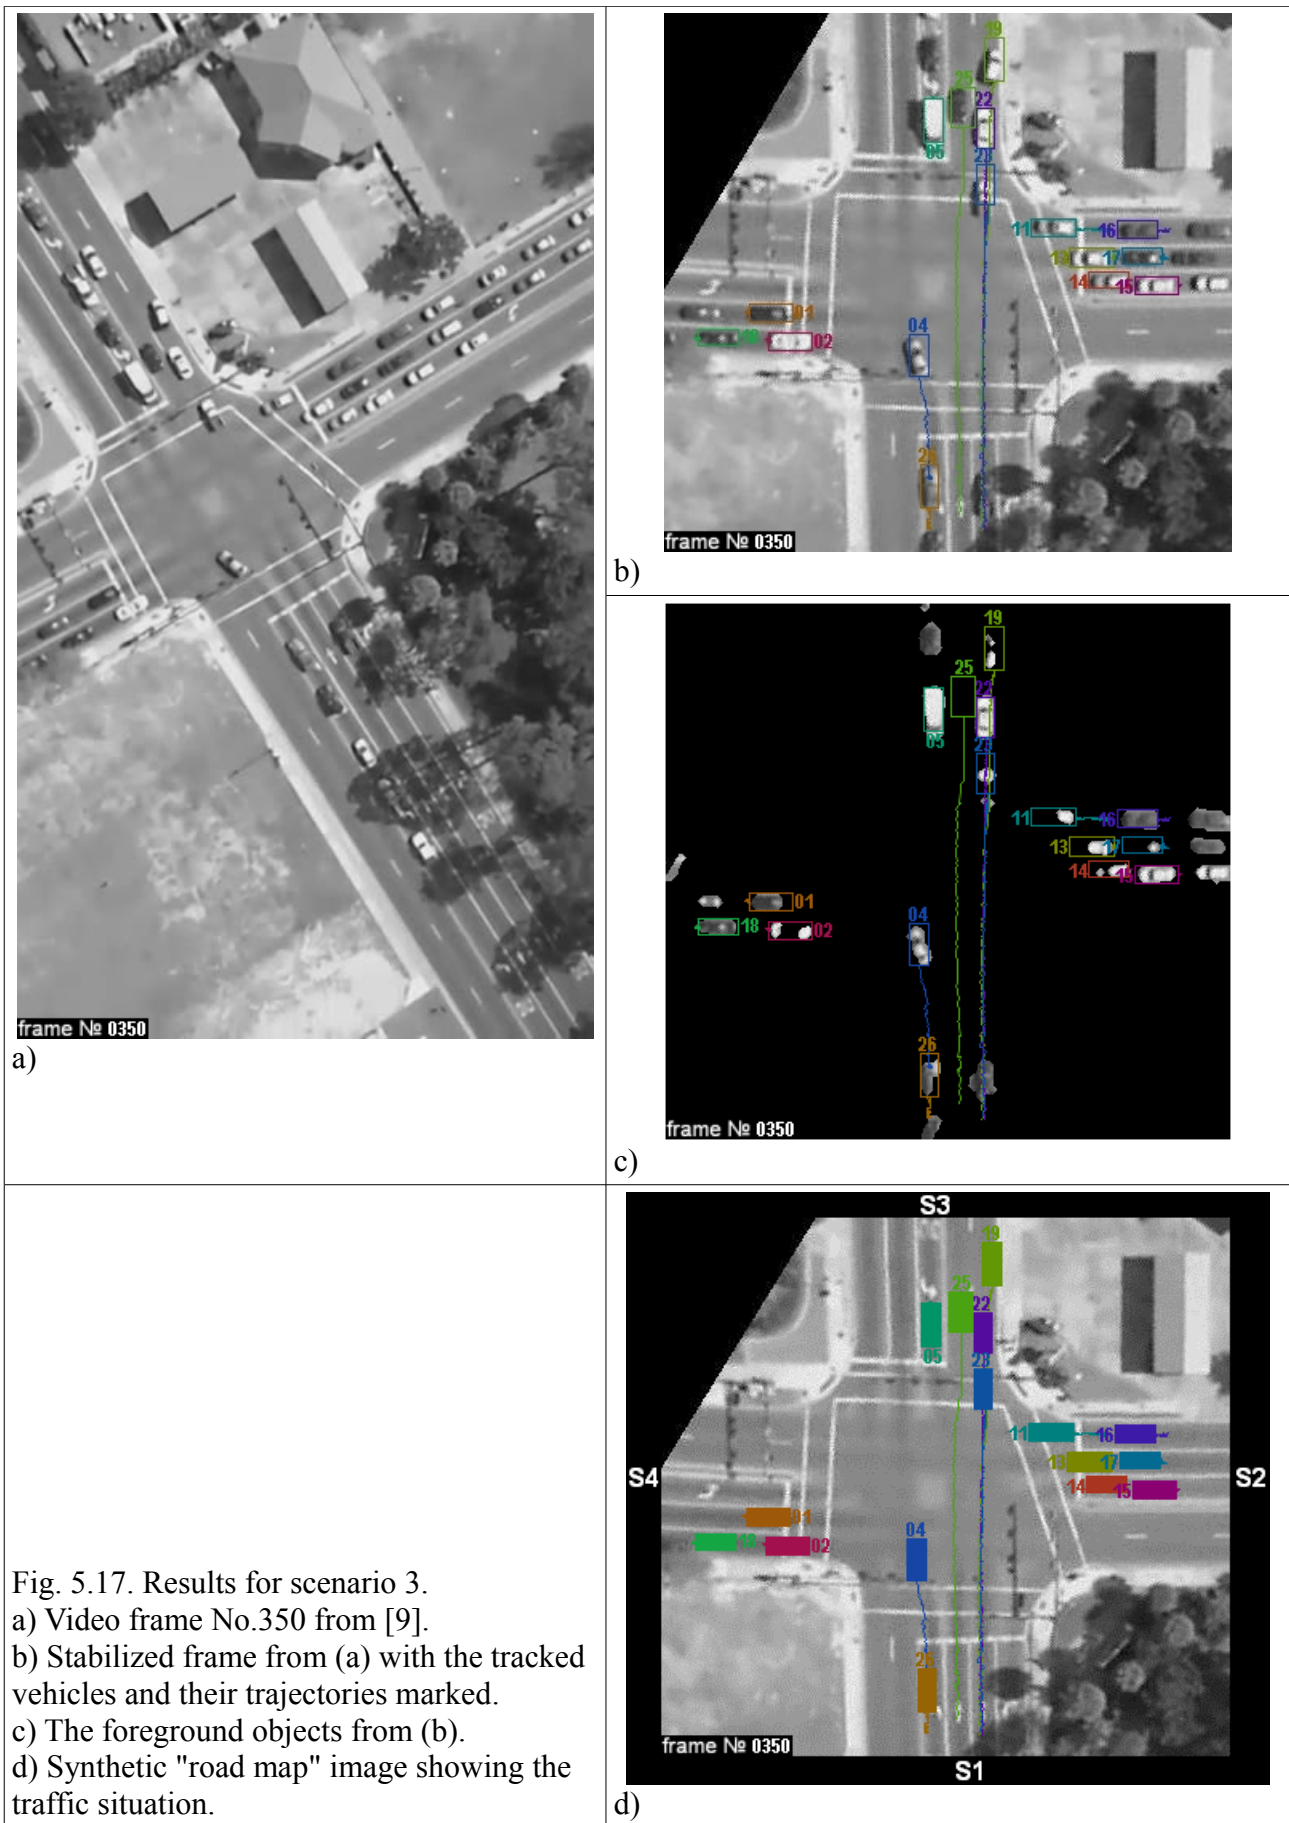 frame № 0350
a)
19
25
22
05
23
11
16
13
17
14
15
01
18
02
04
26
frame № 0350
b)
19
25
22
05
23
11
16
13
17
14
15
01
18
02
04
26
frame № 0350
c)
S3
19
25
22
05
23
11
16
13
17
S4
S2
14
15
01
18
02
04
26
frame № 0350
S1
d)
Fig. 5.17. Results for scenario 3.
a) Video frame No.350 from [9].
b) Stabilized frame from (a) with the tracked
vehicles and their trajectories marked.
c) The foreground objects from (b).
d) Synthetic "road map" image showing the
traffic situation.